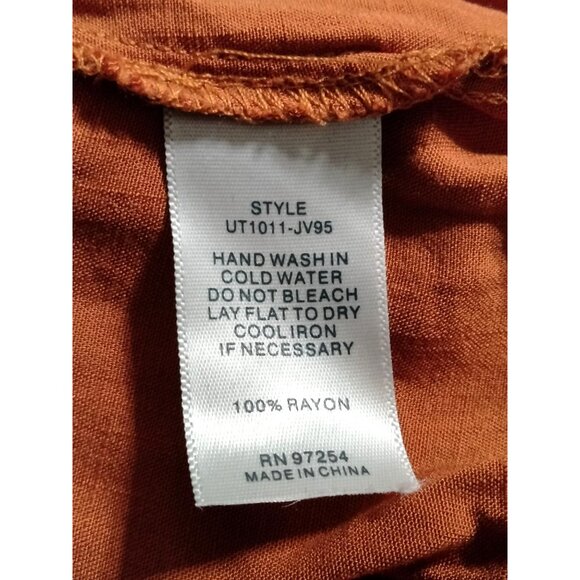 STYLE
UT1011-JV95
HAND WASH IN
COLD WATER
DO NOT BLEACH
LAY FLAT TO DRY
COOL IRON
IF NECESSARY
100% RAYON
RN 97254
MADE IN CHINA